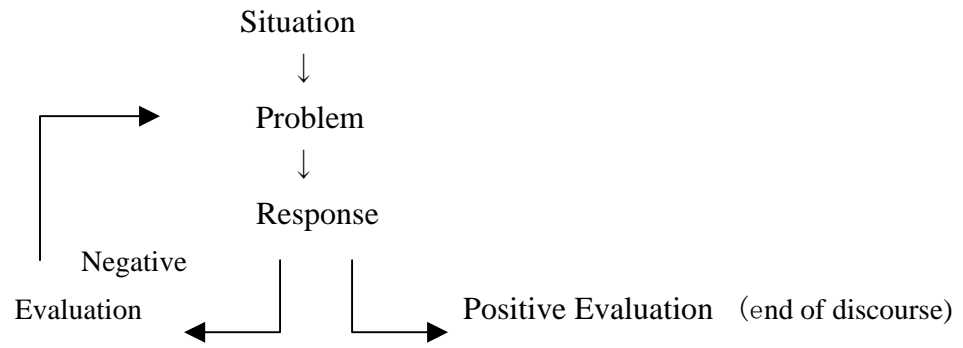 Situation
↓
Problem
↓
Response
Negative
Evaluation
Positive Evaluation （end of discourse)